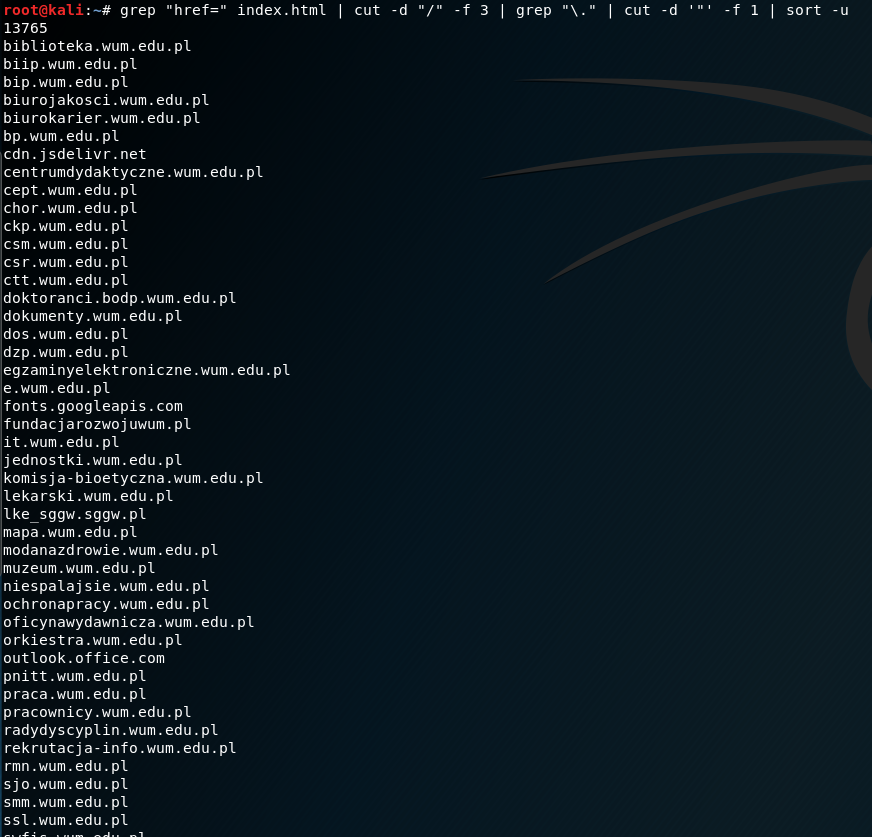 root@kali:~# grep "href=" index.html | cut -d "/" -f 3 | grep "\." | cut -d '"' -f 1 | sort -u
13765
biblioteka.wum.edu.pl
biip.wum.edu.pl
bip.wum.edu.pl
biurojakosci.wum.edu.pl
biurokarier.wum.edu.pl
bp.wum.edu.pl
cdn.jsdelivr.net
centrumdydaktyczne.wum.edu.pl
cept.wum.edu.pl
chor.wum.edu.pl
ckp.wum.edu.pl
csm.wum.edu.pl
csr.wum.edu.pl
ctt.wum.edu.pl
doktoranci.bodp.wum.edu.pl
dokumenty.wum.edu.pl
dos.wum.edu.pl
dzp.wum.edu.pl
egzaminyelektroniczne.wum.edu.pl
e.wum.edu.pl
fonts.googleapis.com
fundacjarozwojuwum.pl
it.wum.edu.pl
jednostki.wum.edu.pl
komisja-bioetyczna.wum.edu.pl
lekarski.wum.edu.pl
lke_sggw.sggw.pl
mapa.wum.edu.pl
modanazdrowie.wum.edu.pl
muzeum.wum.edu.pl
niespalajsie.wum.edu.pl
ochronapracy.wum.edu.pl
oficynawydawnicza.wum.edu.pl
orkiestra.wum.edu.pl
outlook.office.com
pnitt.wum.edu.pl
praca.wum.edu.pl
pracownicy.wum.edu.pl
radydyscyplin.wum.edu.pl
rekrutacja-info.wum.edu.pl
rmn.wum.edu.pl
sjo.wum.edu.pl
smm.wum.edu.pl
ssl.wum.edu.pl